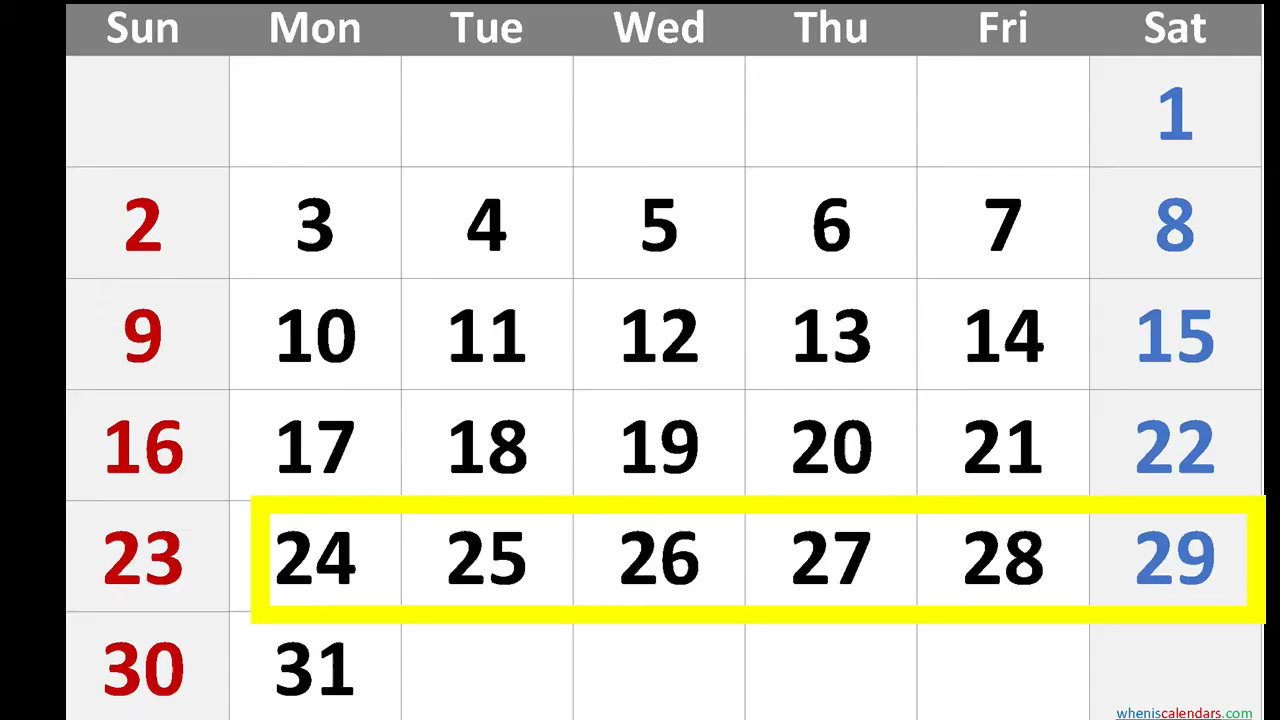 Sun Mon Tue Wed Thu Fri Sat
1
2 3 4 5 6 7 8
9 10 11 12 13 14 15
16 17 18 19 20 21 22
23 24 25 26 27 28 29
30 31
wheniscalendars.com